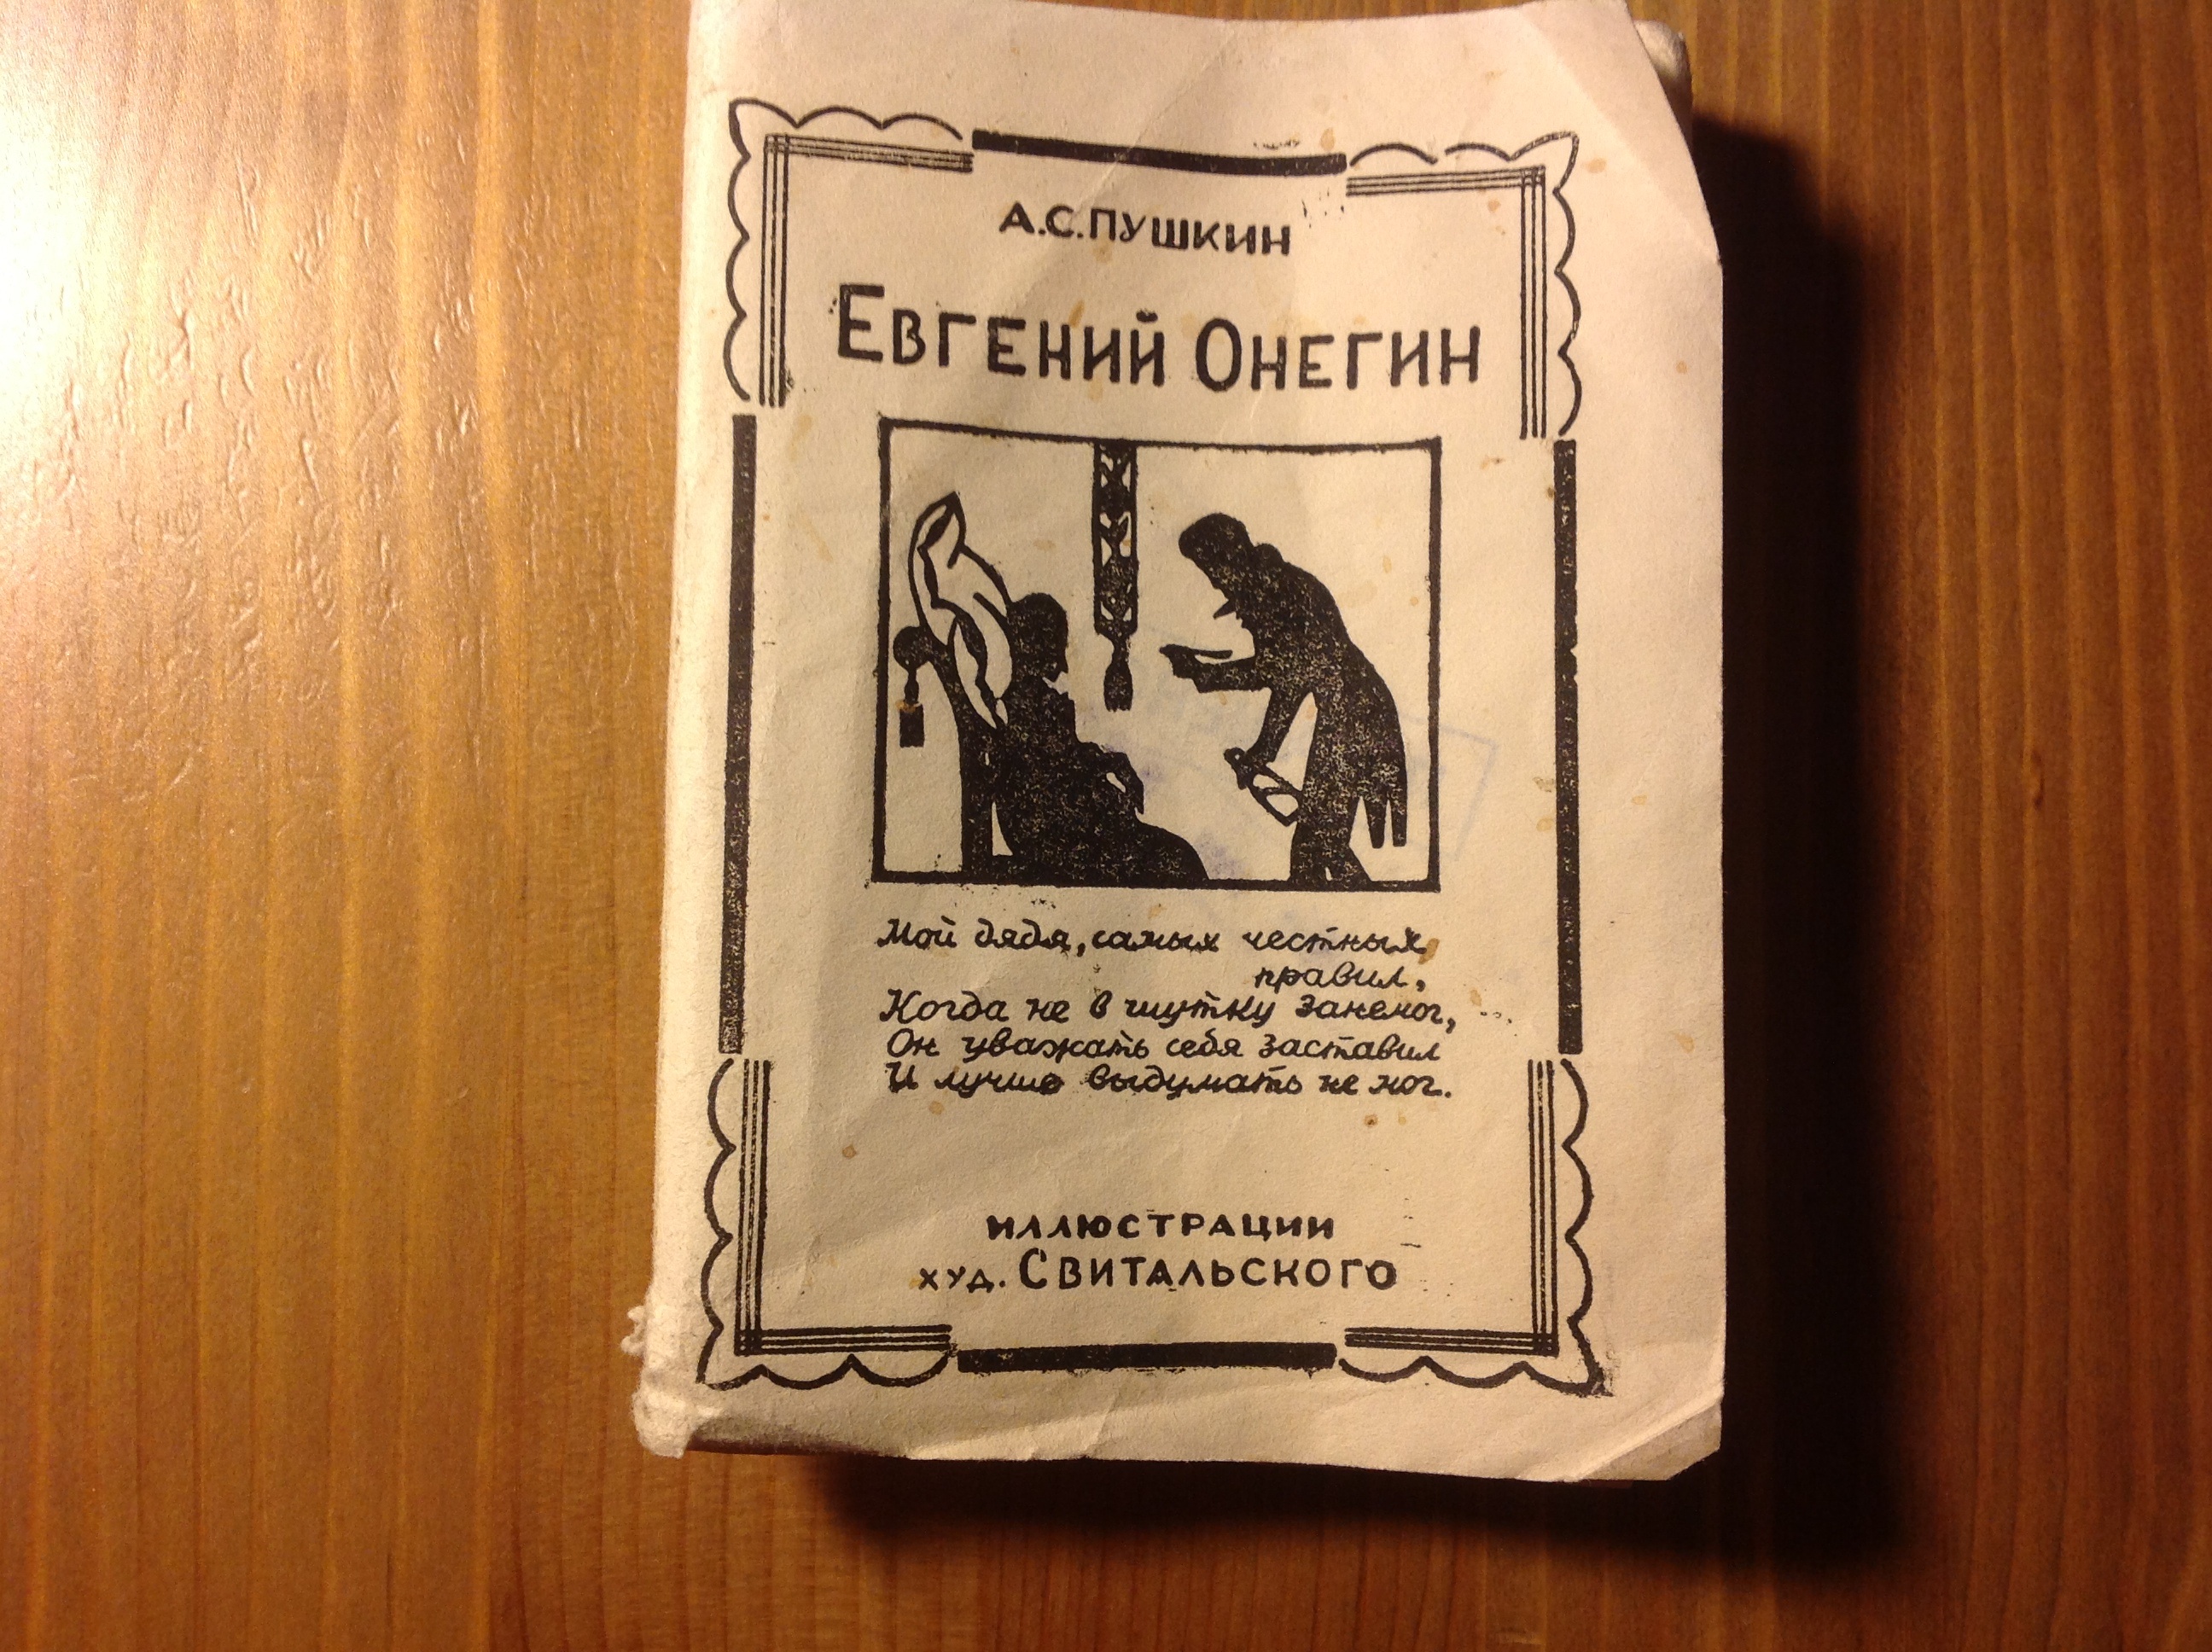 А.С.ПУШКИН
ЕВГЕНИЙ ОНЕГИН
Мой дядя, самых честных
правил,
Когда не в шутку занемог,
Он уважать себя заставил
И лучше выдумать не мог.
ИЛЛЮСТРАЦИИ
ХУД. СВИТАЛЬСКОГО